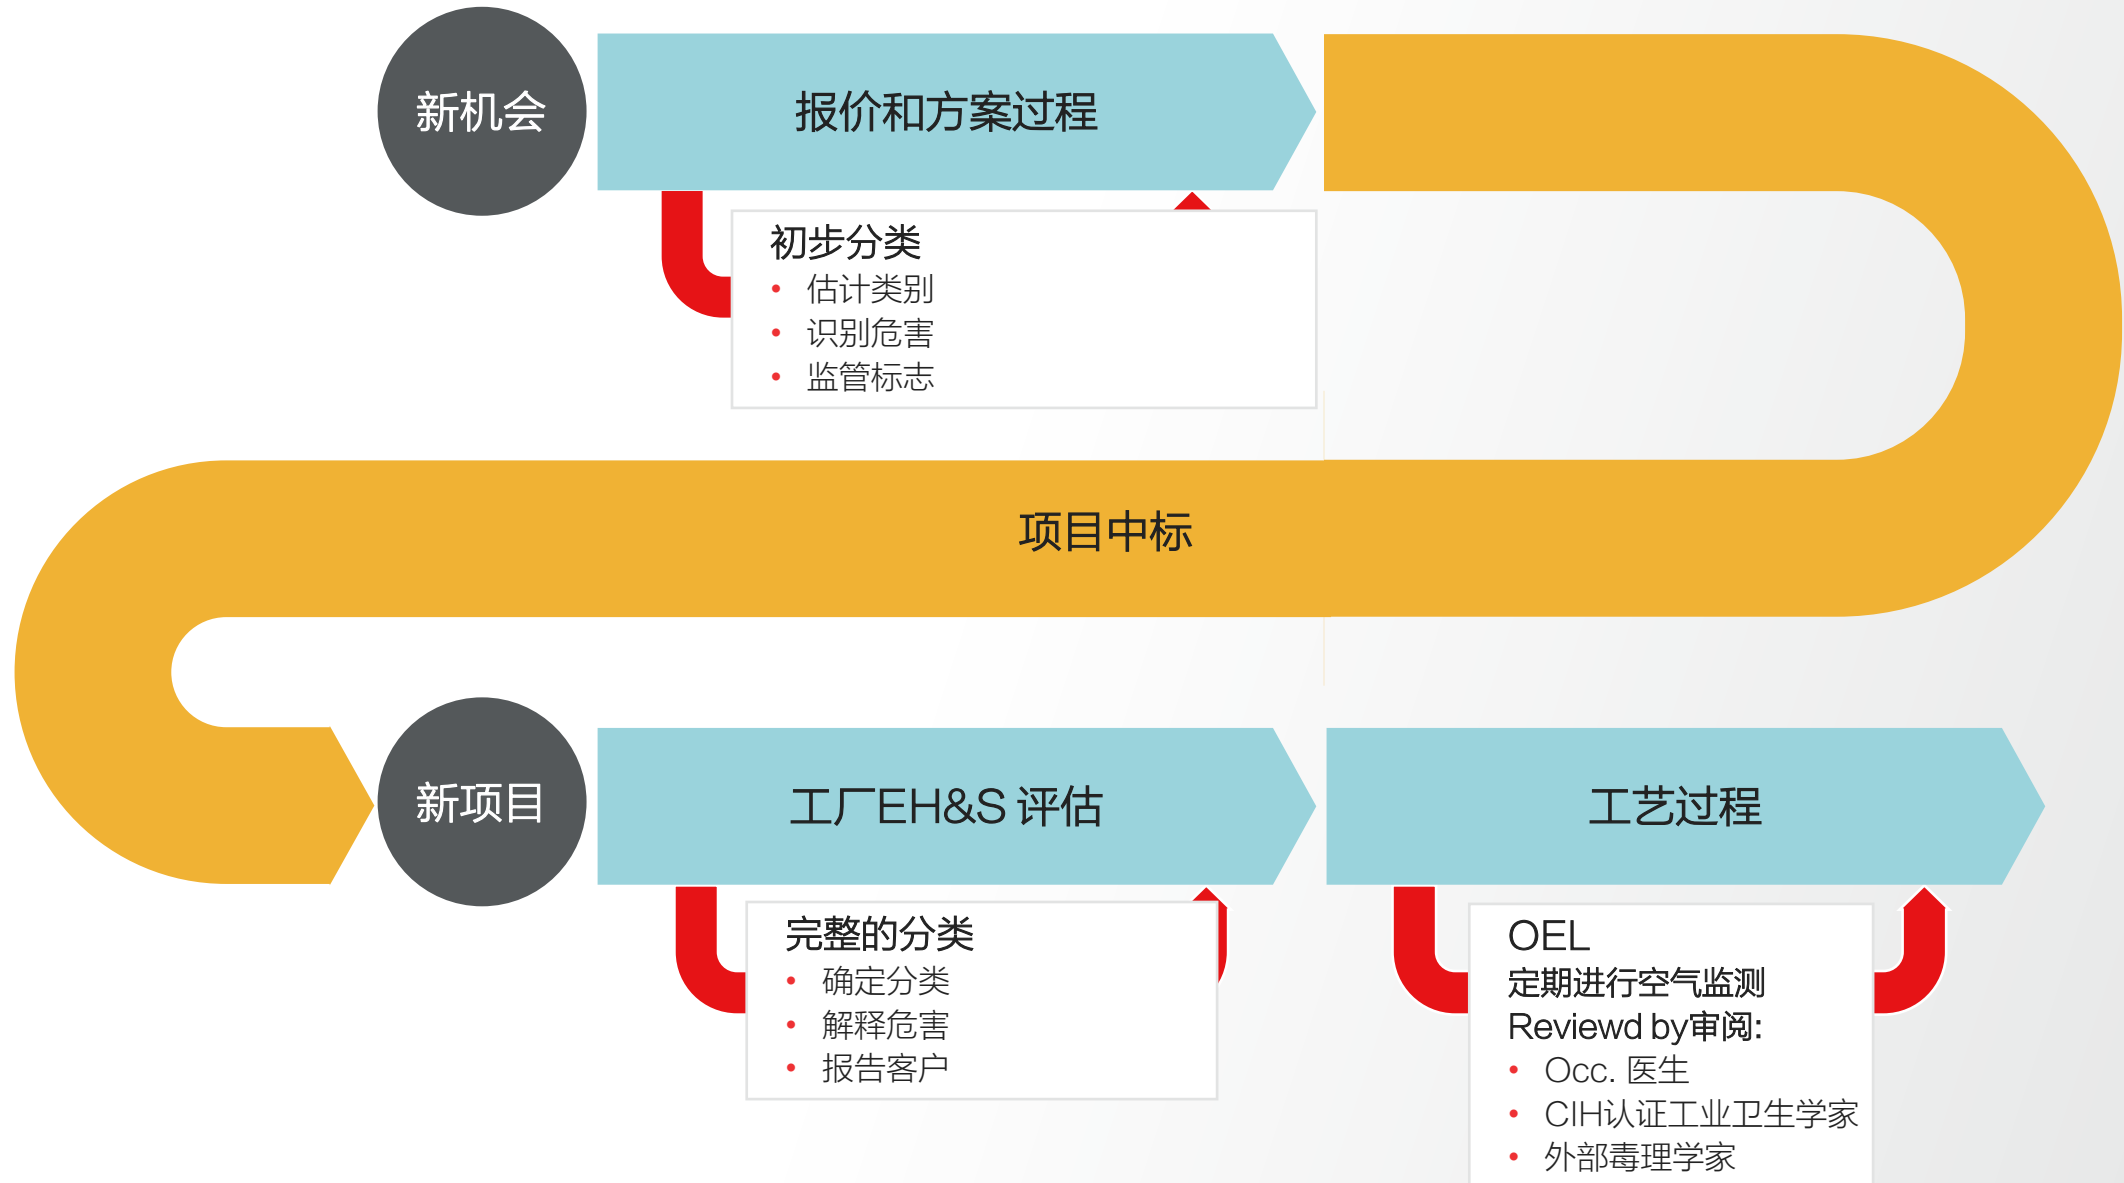 新机会
报价和方案过程
初步分类
• 估计类别
• 识别危害
• 监管标志
项目中标
新项目
工厂EH&S 评估
工艺过程
完整的分类
• 确定分类
• 解释危害
• 报告客户
OEL
定期进行空气监测
Reviewd by审阅:
• Occ. 医生
• CIH认证工业卫生学家
• 外部毒理学家